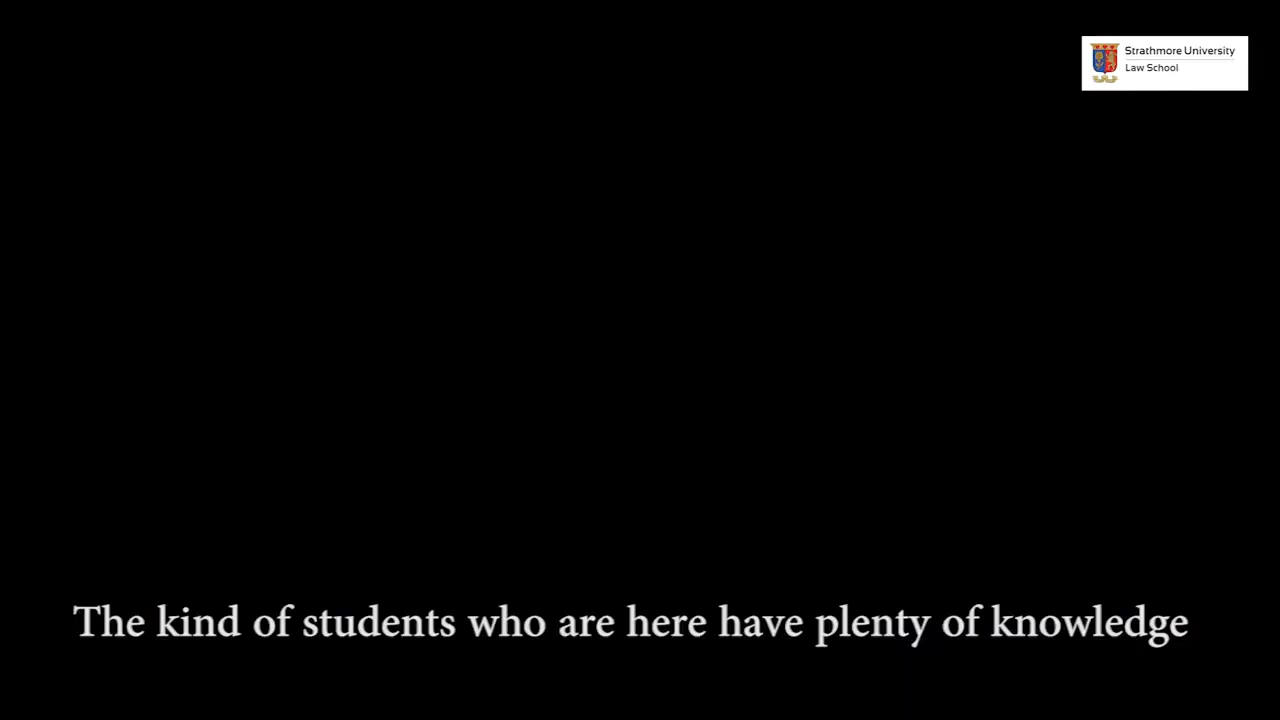 Strathmore University
Law School
The kind of students who are here have plenty of knowledge